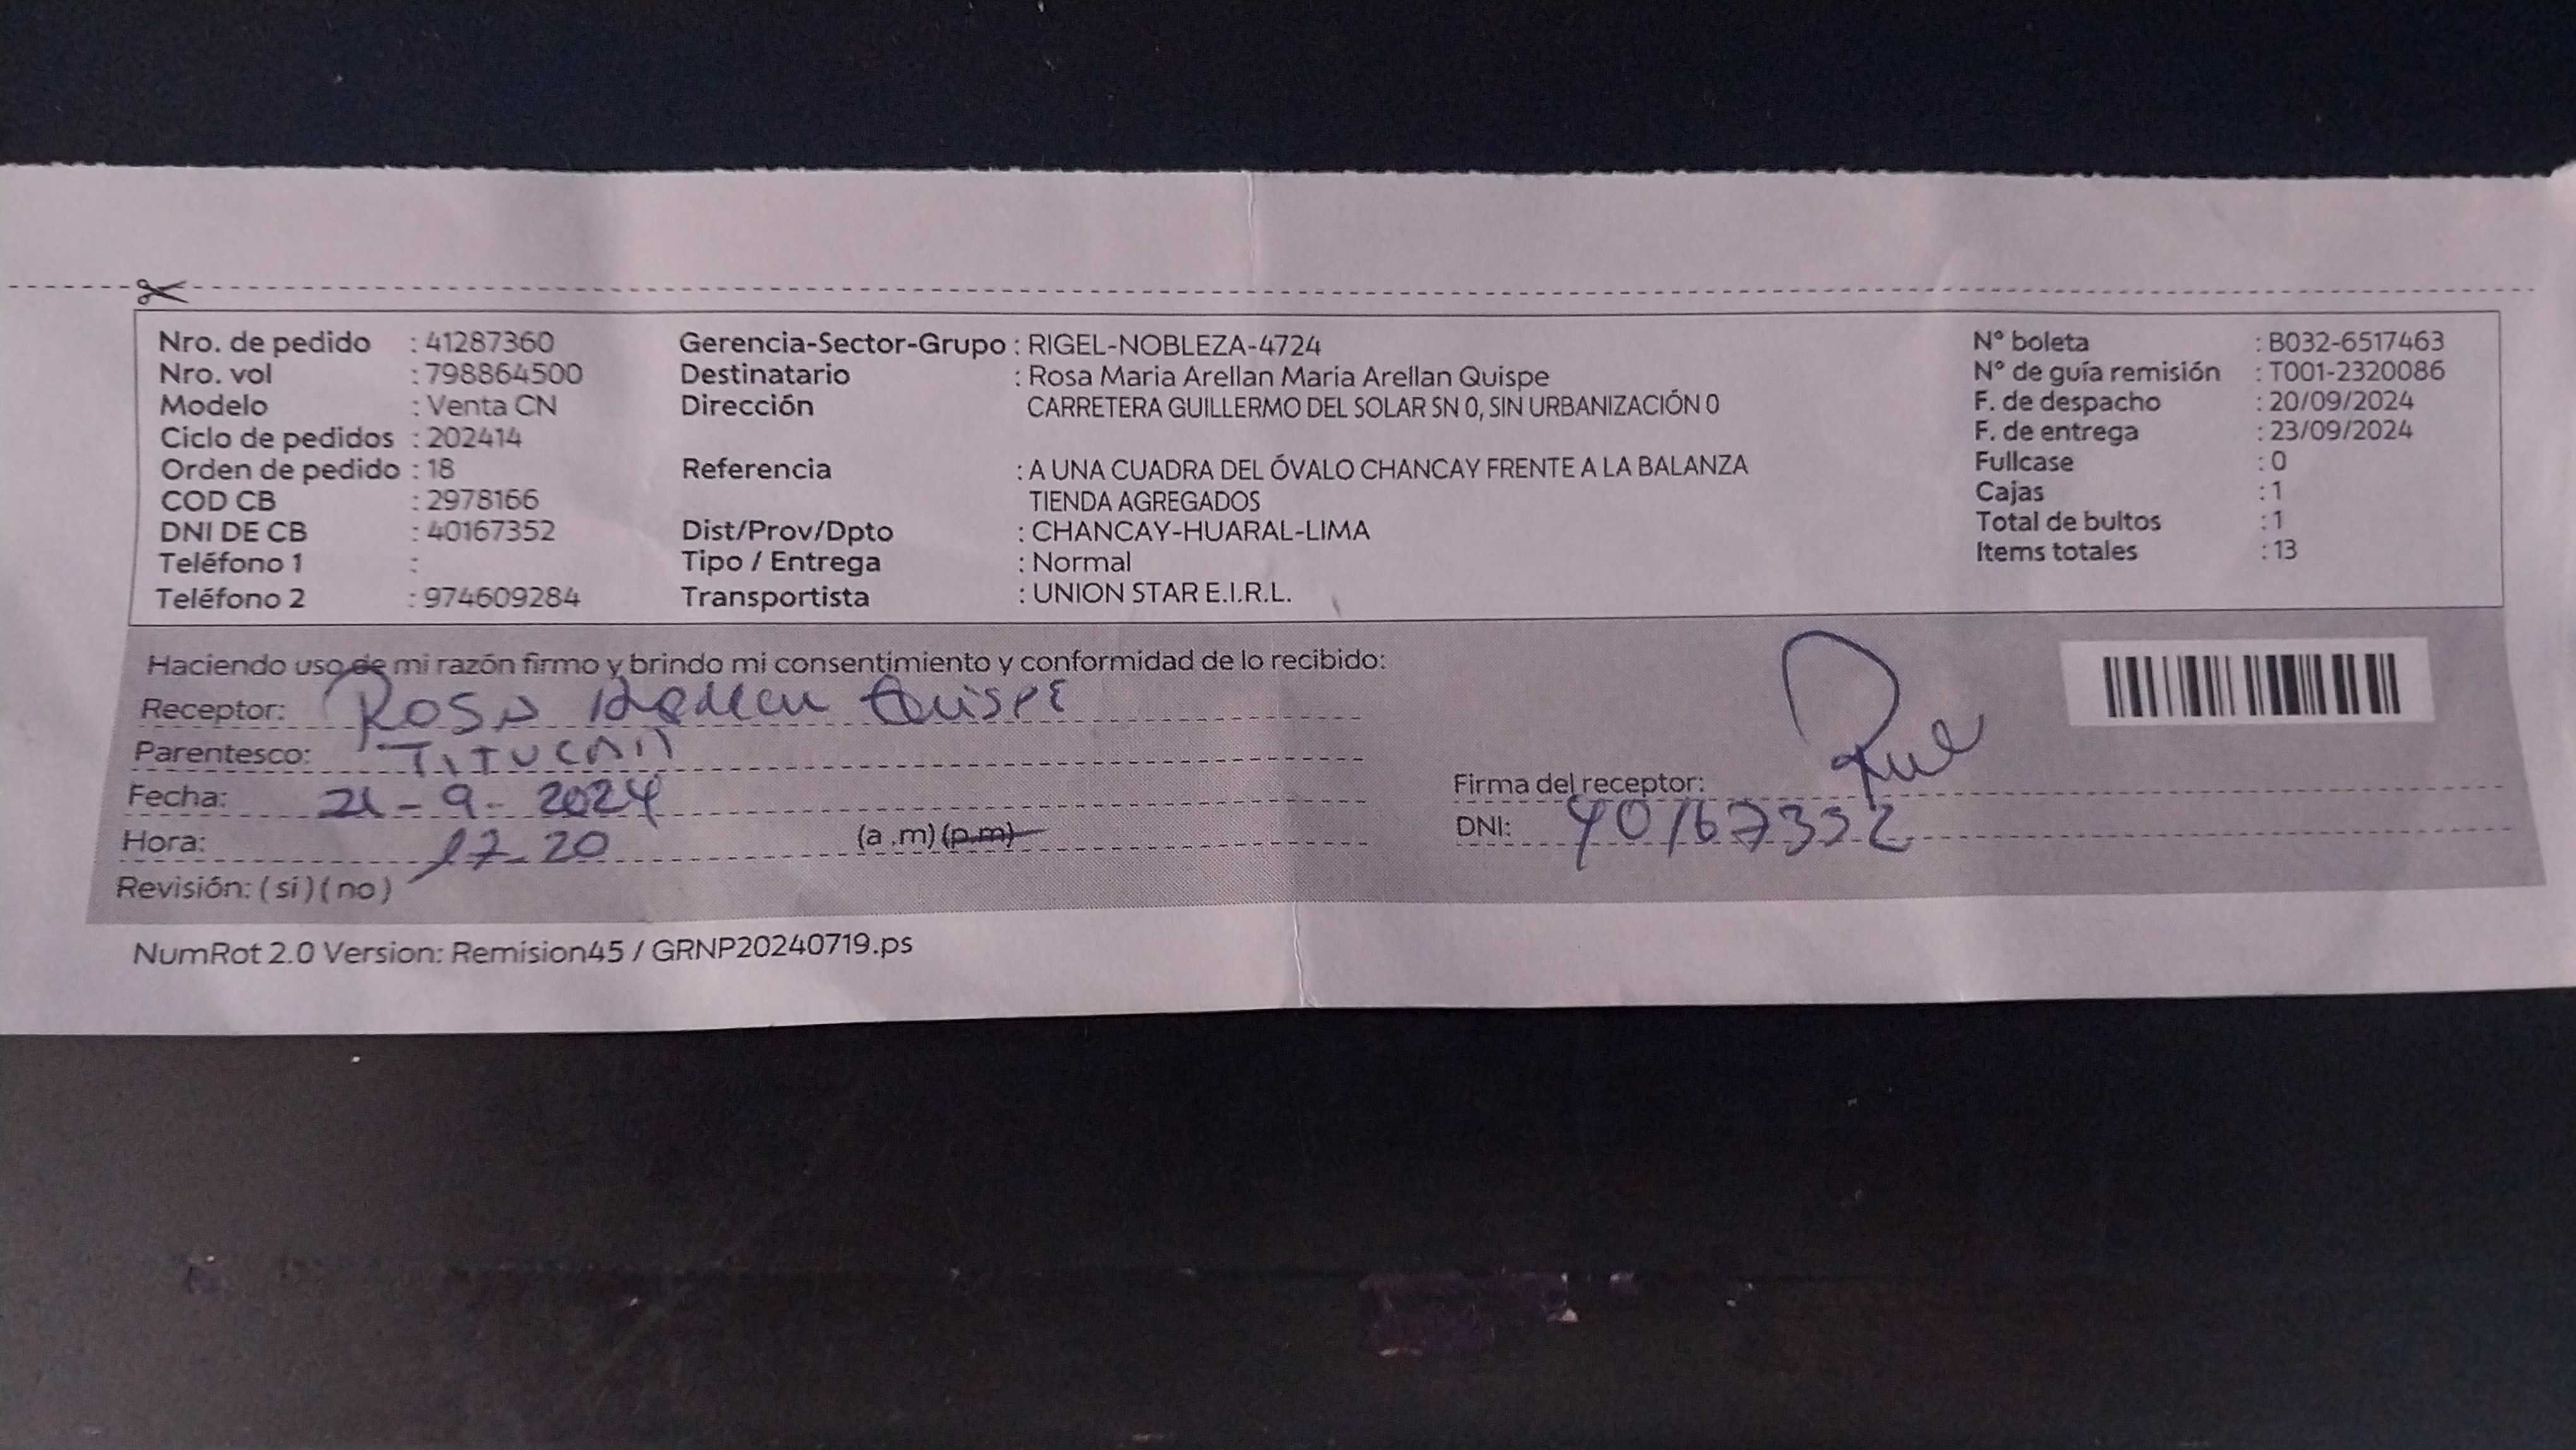 Nro. de pedido : 41287360
Nro. vol : 798864500
Modelo : Venta CN
Ciclo de pedidos : 202414
Orden de pedido : 18
COD CB : 2978166
DNI DE CB : 40167352
Teléfono 1 :
Teléfono 2 : 974609284
Gerencia-Sector-Grupo : RIGEL-NOBLEZA-4724
Destinatario : Rosa Maria Arellan Maria Arellan Quispe
Dirección CARRETERA GUILLERMO DEL SOLAR SN 0, SIN URBANIZACIÓN 0
Referencia : A UNA CUADRA DEL ÓVALO CHANCAY FRENTE A LA BALANZA
TIENDA AGREGADOS
Dist/Prov/Dpto : CHANCAY-HUARAL-LIMA
Tipo / Entrega : Normal
Transportista : UNION STAR E.I.R.L.
N° boleta : B032-6517463
N° de guía remisión : T001-2320086
F. de despacho : 20/09/2024
F. de entrega : 23/09/2024
Fullcase : 0
Cajas : 1
Total de bultos : 1
Items totales : 13
Haciendo uso de mi razón firmo y brindo mi consentimiento y conformidad de lo recibido:
Receptor: Rosa Quispe
Parentesco:
Fecha: 21-9-2024
Hora: 17-20 (a .m) (p.m)
Revisión: ( sí ) ( no )
Firma del receptor:
DNI: 40167352
NumRot 2.0 Version: Remision45 / GRNP20240719.ps